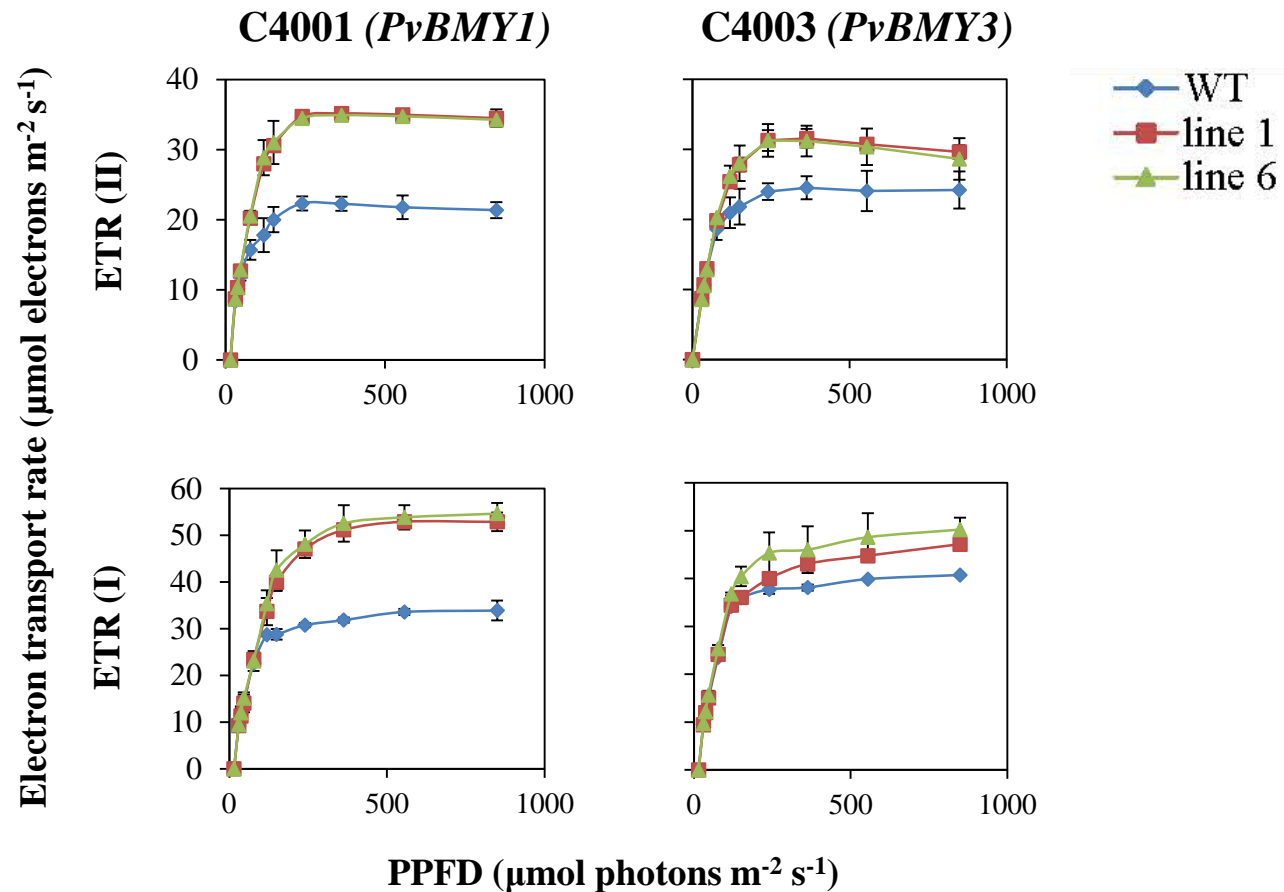 C4001 (PvBMY1)
C4003 (PvBMY3)
WT
line 1
line 6
Electron transport rate (µmol electrons m-2 s-1)
ETR (II)
40
30
20
10
0
0 500 1000
0 500 1000
ETR (I)
60
50
40
30
20
10
0
0 500 1000
0 500 1000
PPFD (µmol photons m-2 s-1)